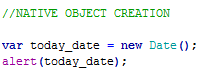 //NATIVE OBJECT CREATION
var today_date = new Date();
alert(today_date);